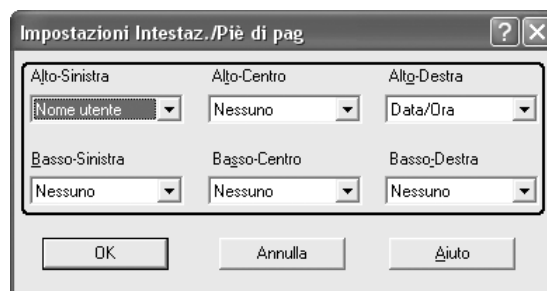 Impostazioni Intestaz./Piè di pag
Alto-Sinistra Alto-Centro Alto-Destra
Nome utente Nessuno Data/Ora
Basso-Sinistra Basso-Centro Basso-Destra
Nessuno Nessuno Nessuno
OK Annulla Aiuto